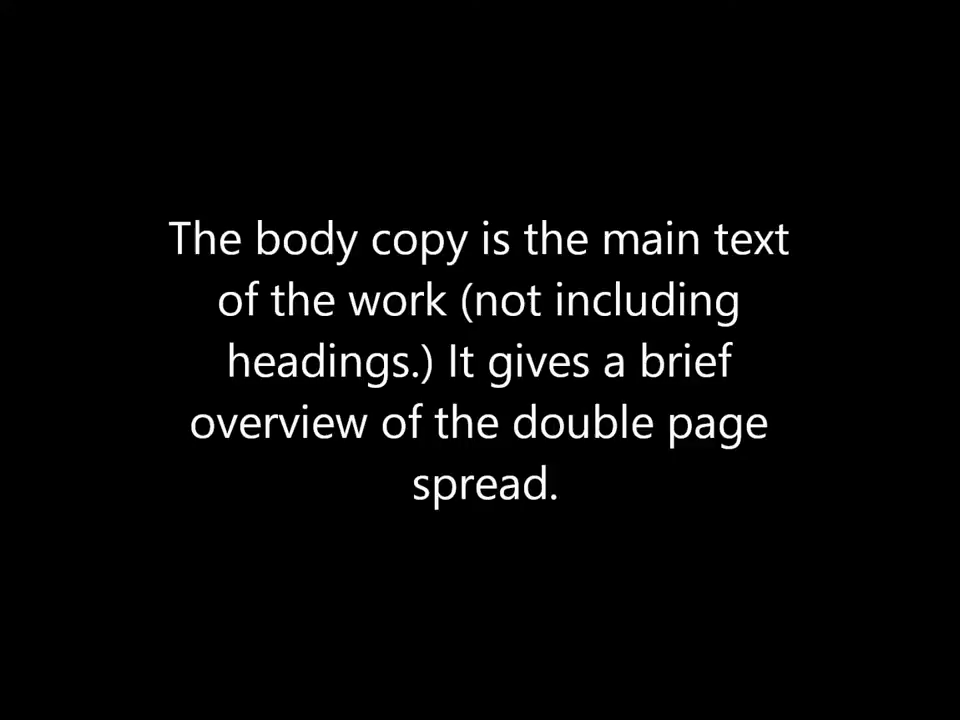 The body copy is the main text
of the work (not including
headings.) It gives a brief
overview of the double page
spread.